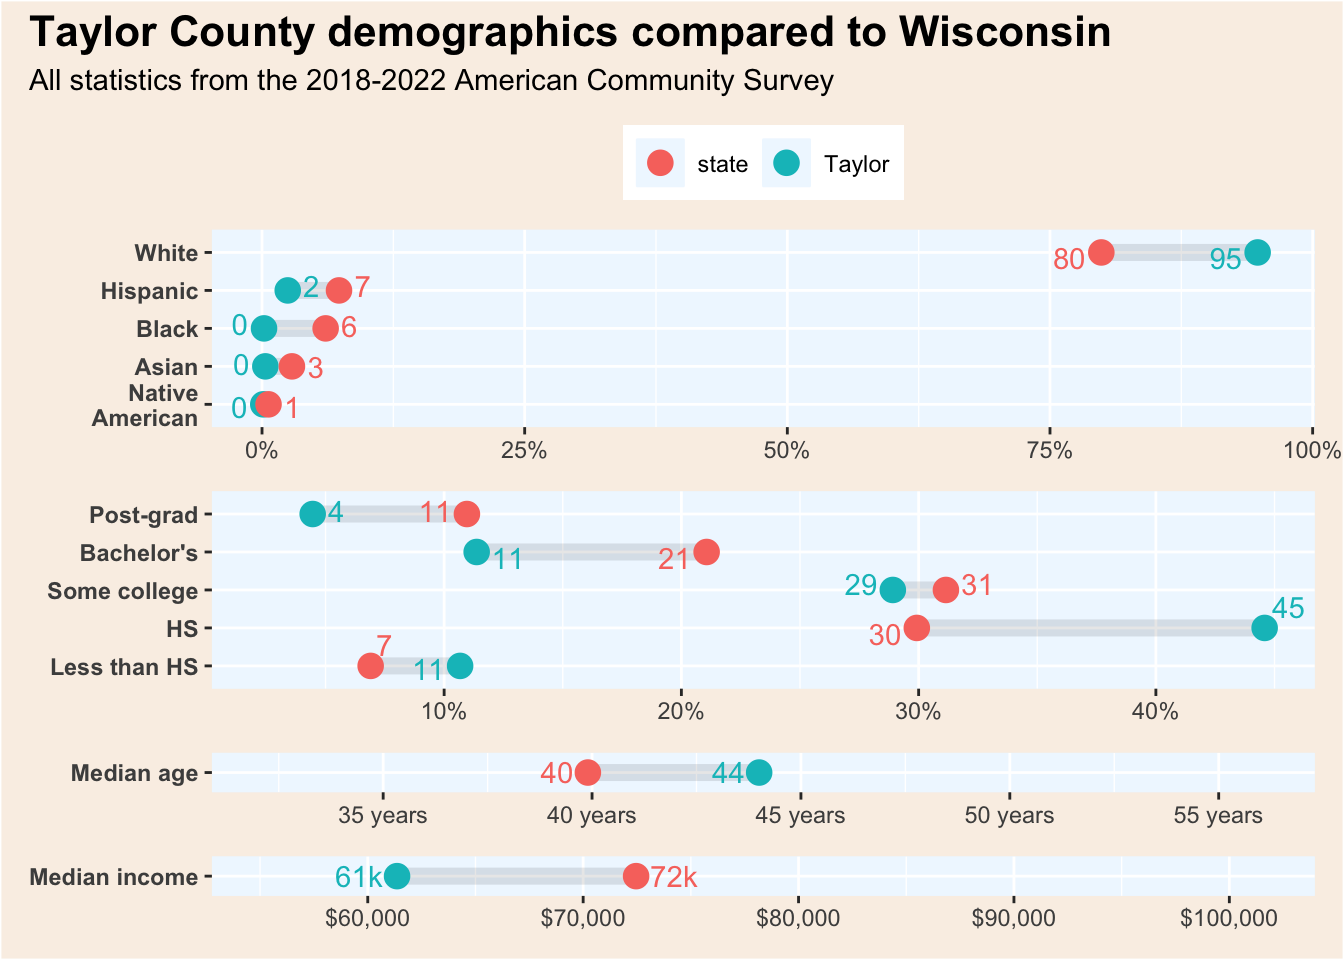 Taylor County demographics compared to Wisconsin
All statistics from the 2018-2022 American Community Survey
state Taylor
White 80 95
Hispanic 2 7
Black 0 6
Asian 0 3
Native
American 0 1
0% 25% 50% 75% 100%
Post-grad 4 11
Bachelor's 11 21
Some college 29 31
HS 30 45
Less than HS 7 11
10% 20% 30% 40%
Median age 40 44
35 years 40 years 45 years 50 years 55 years
Median income 61k 72k
$60,000 $70,000 $80,000 $90,000 $100,000